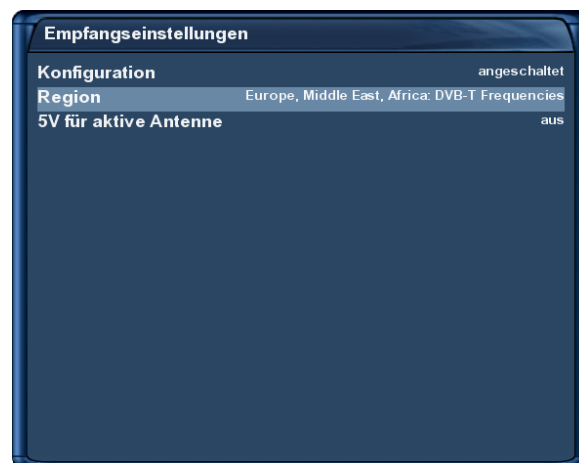 Empfangseinstellungen
Konfiguration angeschaltet
Region Europe, Middle East, Africa: DVB-T Frequencies
5V für aktive Antenne aus